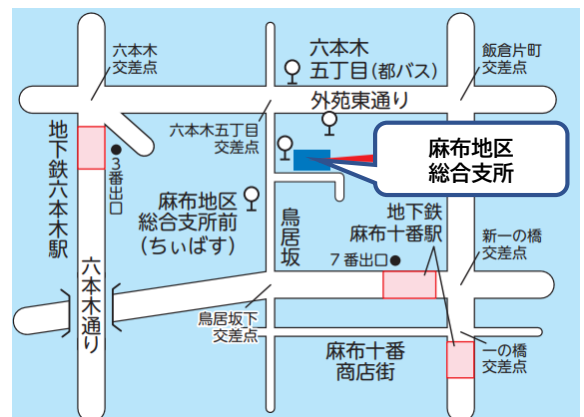 六本木
交差点
六本木
五丁目(都バス)
飯倉片町
交差点
外苑東通り
地下鉄六本木駅
●3番出口
六本木五丁目
交差点
麻布地区
総合支所
麻布地区
総合支所前
(ちぃばす)
鳥居坂
地下鉄
麻布十番駅
7番出口●
新一の橋
交差点
六本木通り
鳥居坂下
交差点
麻布十番
商店街
一の橋
交差点